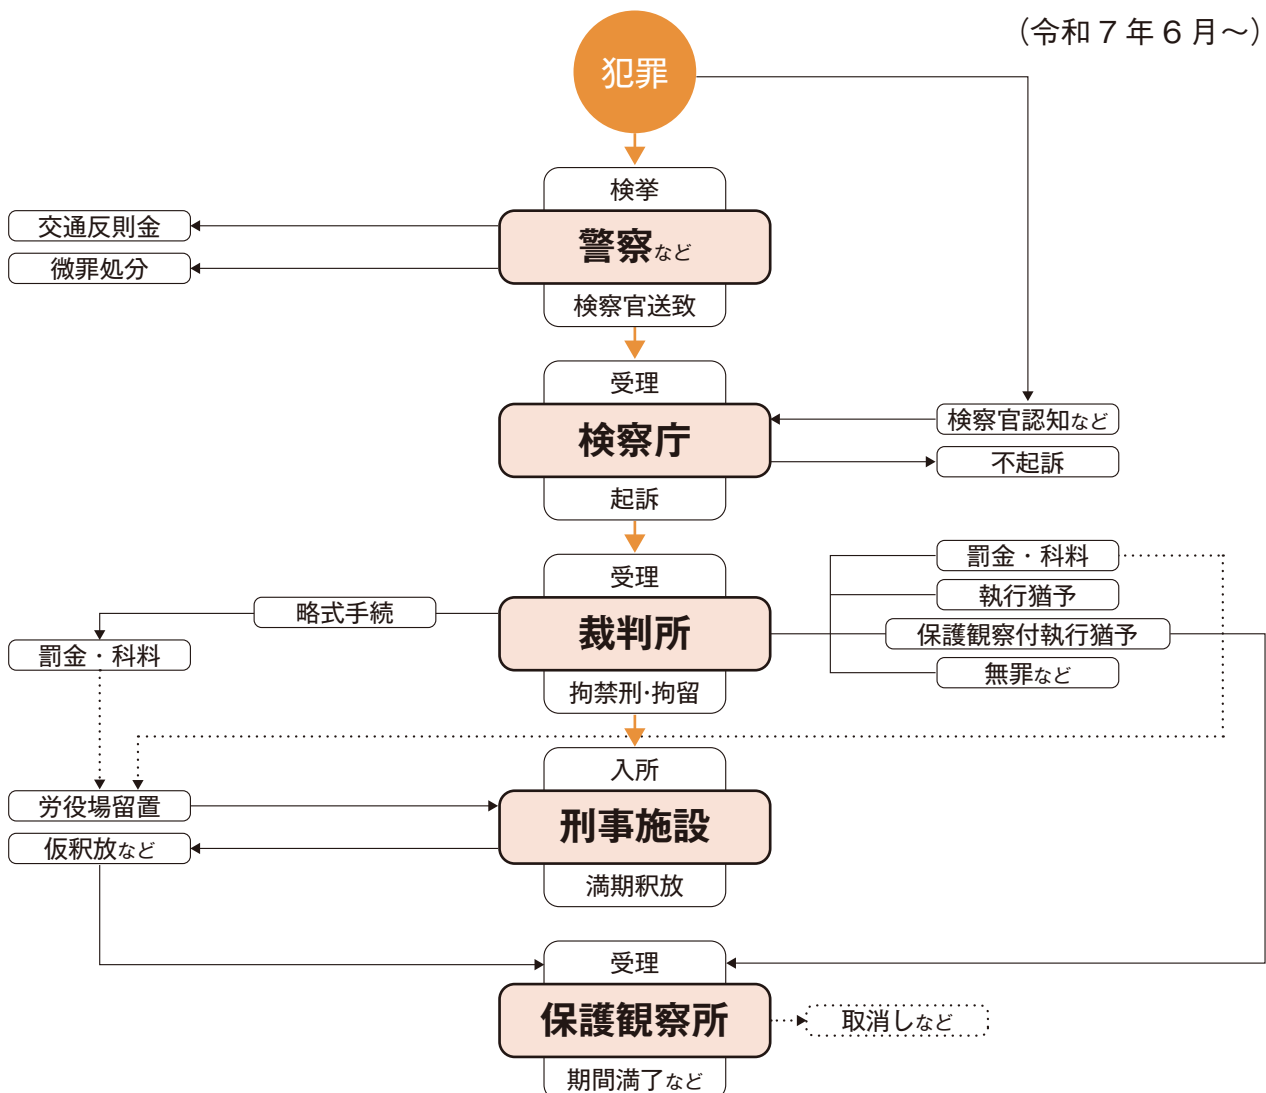 (令和7年6月〜)
犯罪
検挙
警察など
検察官送致
交通反則金
微罪処分
受理
検察庁
起訴
検察官認知など
不起訴
受理
裁判所
拘禁刑・拘留
略式手続
罰金・科料
罰金・科料
執行猶予
保護観察付執行猶予
無罪など
入所
刑事施設
満期釈放
労役場留置
仮釈放など
受理
保護観察所
期間満了など
取消しなど